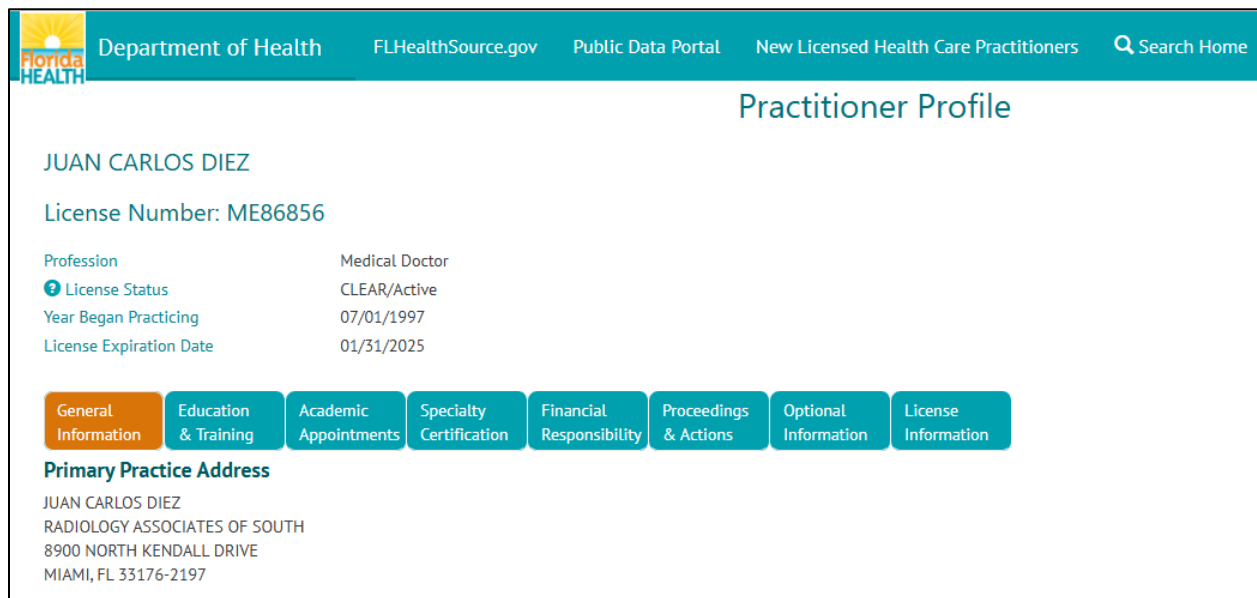 Florida
HEALTH
Department of Health FLHealthSource.gov Public Data Portal New Licensed Health Care Practitioners Search Home
Practitioner Profile
JUAN CARLOS DIEZ
License Number: ME86856
Profession Medical Doctor
? License Status CLEAR/Active
Year Began Practicing 07/01/1997
License Expiration Date 01/31/2025
General Information
Education & Training
Academic Appointments
Specialty Certification
Financial Responsibility
Proceedings & Actions
Optional Information
License Information
Primary Practice Address
JUAN CARLOS DIEZ
RADIOLOGY ASSOCIATES OF SOUTH
8900 NORTH KENDALL DRIVE
MIAMI, FL 33176-2197